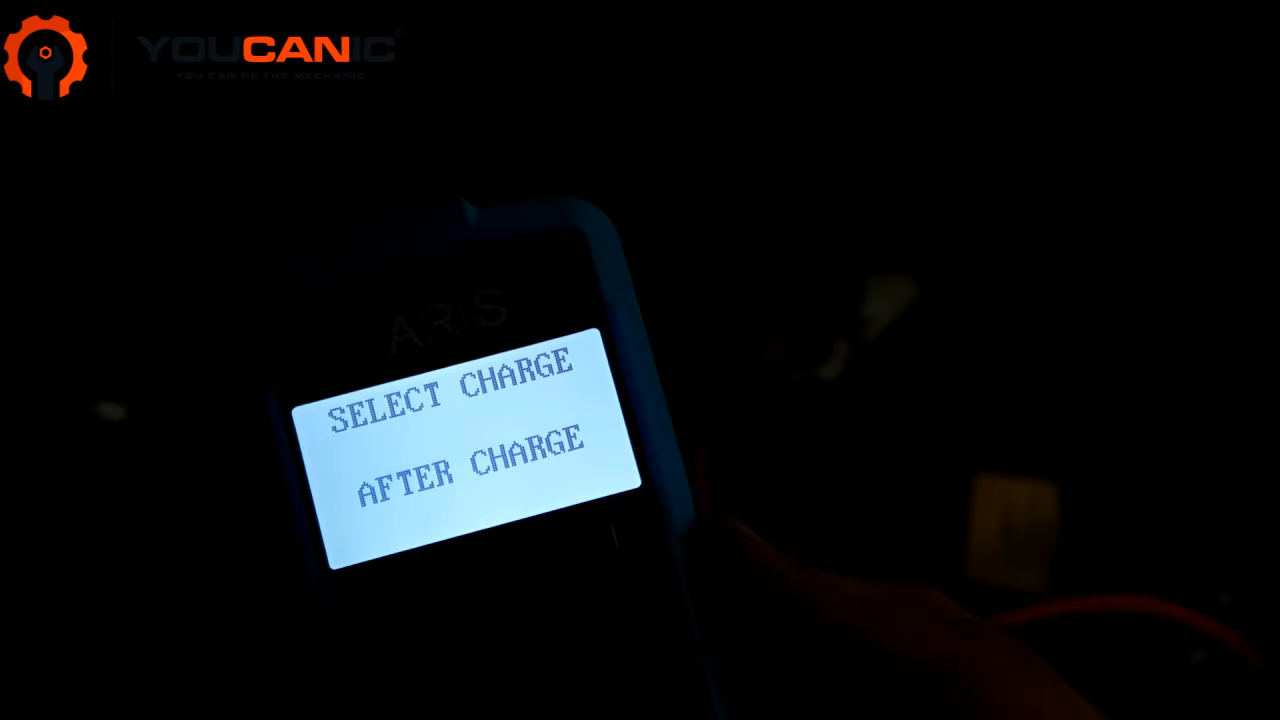 YOUCANIC
YOU CAN BE THE MECHANIC
ARIS
SELECT CHARGE
AFTER CHARGE